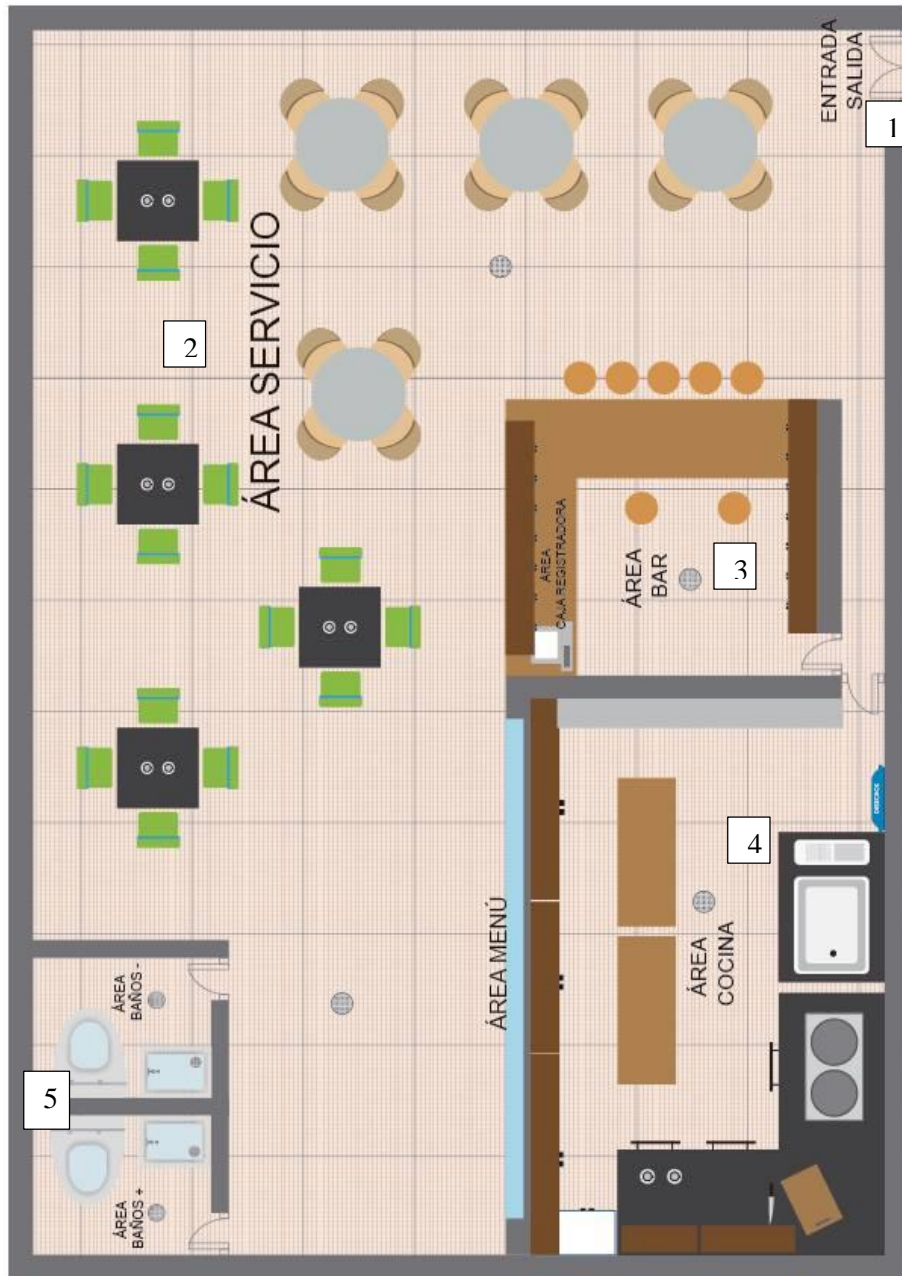 ENTRADA
SALIDA
1
ÁREA SERVICIO
2
ÁREA
CAJA REGISTRADORA
ÁREA
BAR
3
4
ÁREA MENÚ
ÁREA
COCINA
ÁREA
BAÑOS -
5
ÁREA
BAÑOS +